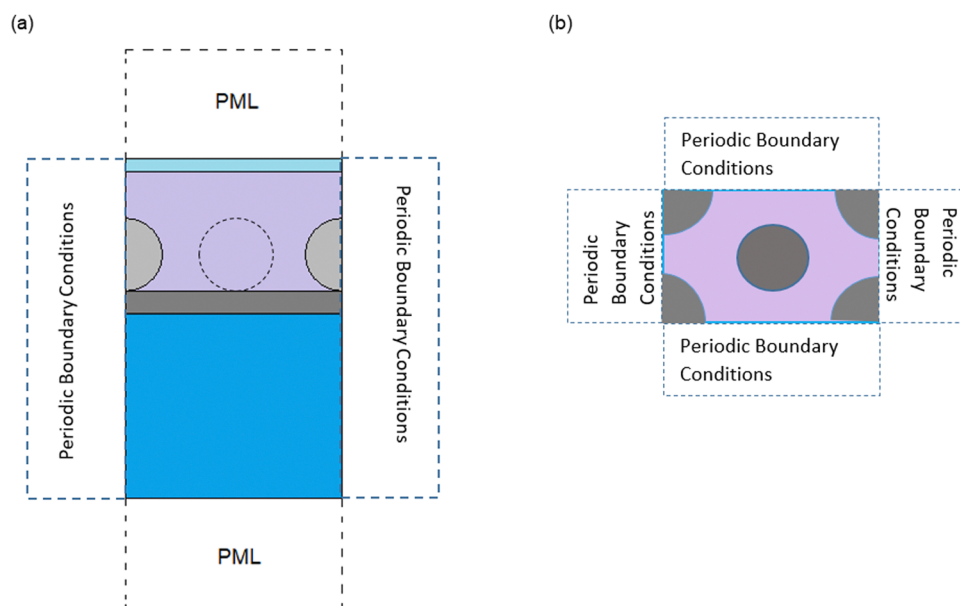 (a)
PML
Periodic Boundary Conditions
Periodic Boundary Conditions
PML
(b)
Periodic Boundary
Conditions
Periodic
Boundary
Conditions
Periodic
Boundary
Conditions
Periodic Boundary
Conditions